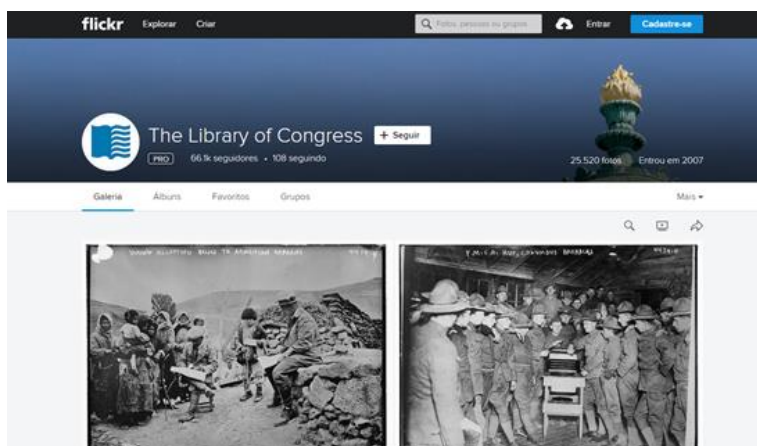 flickr Explorar Criar Fotos, pessoas ou grupos Entrar Cadastre-se
The Library of Congress + Seguir
PRO 66.1k seguidores • 108 seguindo 25.520 fotos Entrou em 2007
Galeria Álbuns Favoritos Grupos Mais